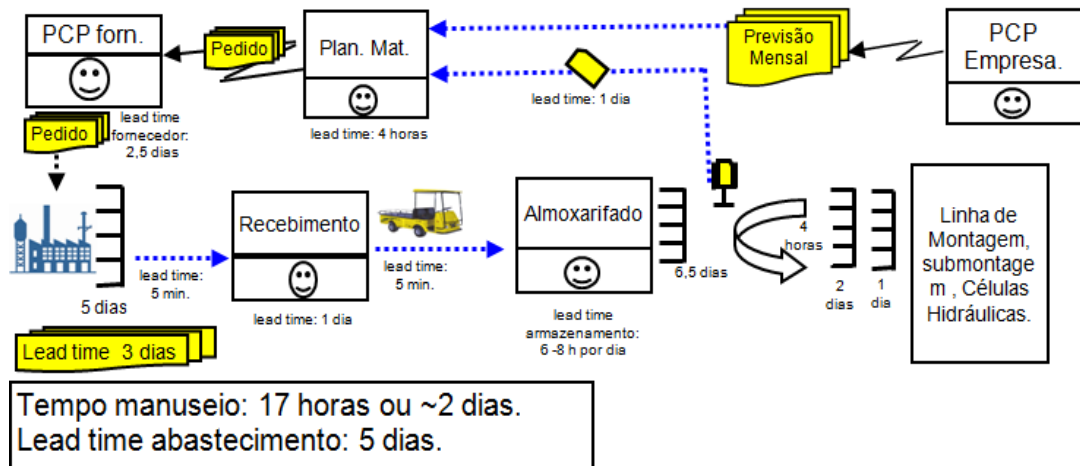 PCP forn.
Pedido
Plan. Mat.
Previsão
Mensal
PCP
Empresa.
lead time: 1 dia
lead time
fornecedor:
2,5 dias
lead time: 4 horas
Pedido
Recebimento
Almoxarifado
4
horas
Linha de
Montagem,
submontage
m , Células
Hidráulicas.
lead time:
5 min.
lead time:
5 min.
6,5 dias
2
dias
1
dia
5 dias
lead time: 1 dia
lead time
armazenamento:
6 -8 h por dia
Lead time 3 dias
Tempo manuseio: 17 horas ou ~2 dias.
Lead time abastecimento: 5 dias.